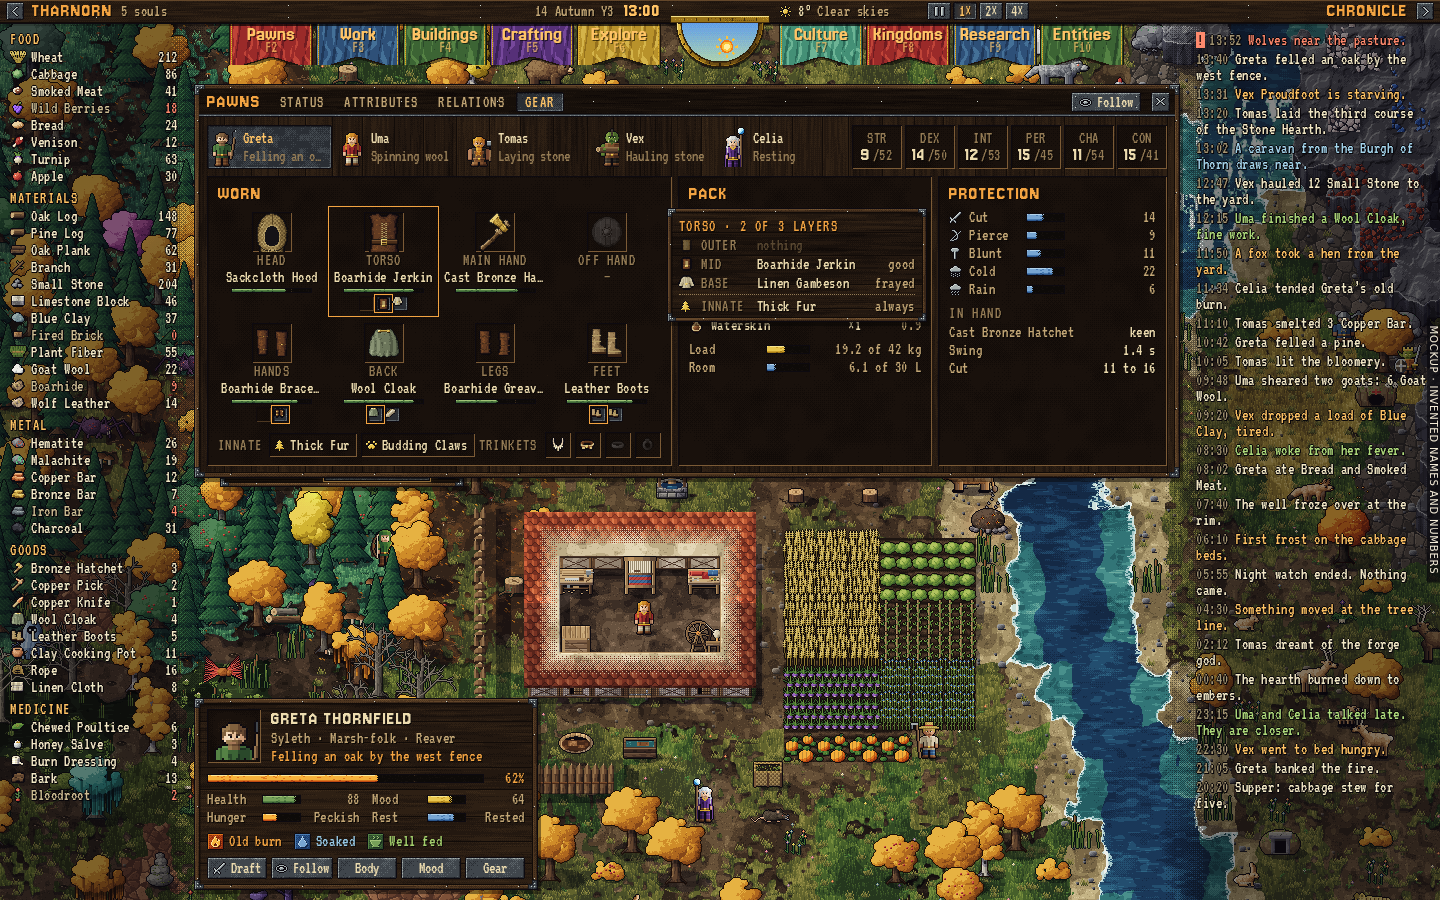 THARNORN 5 souls
14 Autumn Y3 13:00
8° Clear skies
1X 2X 4X
CHRONICLE
Pawns F2
Work F3
Buildings F4
Crafting F5
Explore F6
Culture F7
Kingdoms F8
Research F9
Entities F10
FOOD
Wheat 212
Cabbage 86
Smoked Meat 41
Wild Berries 18
Bread 24
Venison 12
Turnip 63
Apple 30
MATERIALS
Oak Log 148
Pine Log 77
Oak Plank 62
Branch 31
Small Stone 204
Limestone Block 46
Blue Clay 37
Fired Brick 0
Plant Fiber 55
Goat Wool 22
Boarhide 9
Wolf Leather 14
METAL
Hematite 26
Malachite 19
Copper Bar 12
Bronze Bar 7
Iron Bar 4
Charcoal 31
GOODS
Bronze Hatchet 3
Copper Pick 2
Copper Knife 1
Wool Cloak 4
Leather Boots 5
Clay Cooking Pot 11
Rope 16
Linen Cloth 8
MEDICINE
Chewed Poultice 6
Honey Salve 3
Burn Dressing 4
Bark 13
Bloodroot 2
PAWNS STATUS ATTRIBUTES RELATIONS GEAR
Follow
Greta
Felling an o…
Uma
Spinning wool
Tomas
Laying stone
Vex
Hauling stone
Celia
Resting
STR 9 /52
DEX 14 /50
INT 12 /53
PER 15 /45
CHA 11 /54
CON 15 /41
WORN
HEAD
Sackcloth Hood
TORSO
Boarhide Jerkin
MAIN HAND
Cast Bronze Ha…
OFF HAND
–
HANDS
Boarhide Brace…
BACK
Wool Cloak
LEGS
Boarhide Greav…
FEET
Leather Boots
INNATE Thick Fur Budding Claws TRINKETS
PACK
TORSO · 2 OF 3 LAYERS
OUTER nothing
MID Boarhide Jerkin good
BASE Linen Gambeson frayed
INNATE Thick Fur always
Waterskin x1 0.9
Load 19.2 of 42 kg
Room 6.1 of 30 L
PROTECTION
Cut 14
Pierce 9
Blunt 11
Cold 22
Rain 6
IN HAND
Cast Bronze Hatchet keen
Swing 1.4 s
Cut 11 to 16
13:52 Wolves near the pasture.
13:40 Greta felled an oak by the
west fence.
13:31 Vex Proudfoot is starving.
13:20 Tomas laid the third course
of the Stone Hearth.
13:02 A caravan from the Burgh of
Thorn draws near.
12:47 Vex hauled 12 Small Stone to
the yard.
12:15 Uma finished a Wool Cloak,
fine work.
11:50 A fox took a hen from the
yard.
11:34 Celia tended Greta's old
burn.
11:10 Tomas smelted 3 Copper Bar.
10:42 Greta felled a pine.
10:05 Tomas lit the bloomery.
09:48 Uma sheared two goats: 6 Goat
Wool.
09:20 Vex dropped a load of Blue
Clay, tired.
08:30 Celia woke from her fever.
08:02 Greta ate Bread and Smoked
Meat.
07:40 The well froze over at the
rim.
06:10 First frost on the cabbage
beds.
05:55 Night watch ended. Nothing
came.
04:30 Something moved at the tree
line.
02:12 Tomas dreamt of the forge
god.
00:40 The hearth burned down to
embers.
23:15 Uma and Celia talked late.
They are closer.
22:30 Vex went to bed hungry.
21:05 Greta banked the fire.
20:20 Supper: cabbage stew for
five.
MOCKUP · INVENTED NAMES AND NUMBERS
GRETA THORNFIELD
Syleth · Marsh-folk · Reaver
Felling an oak by the west fence
62%
Health 88 Mood 64
Hunger Peckish Rest Rested
Old burn Soaked Well fed
Draft Follow Body Mood Gear